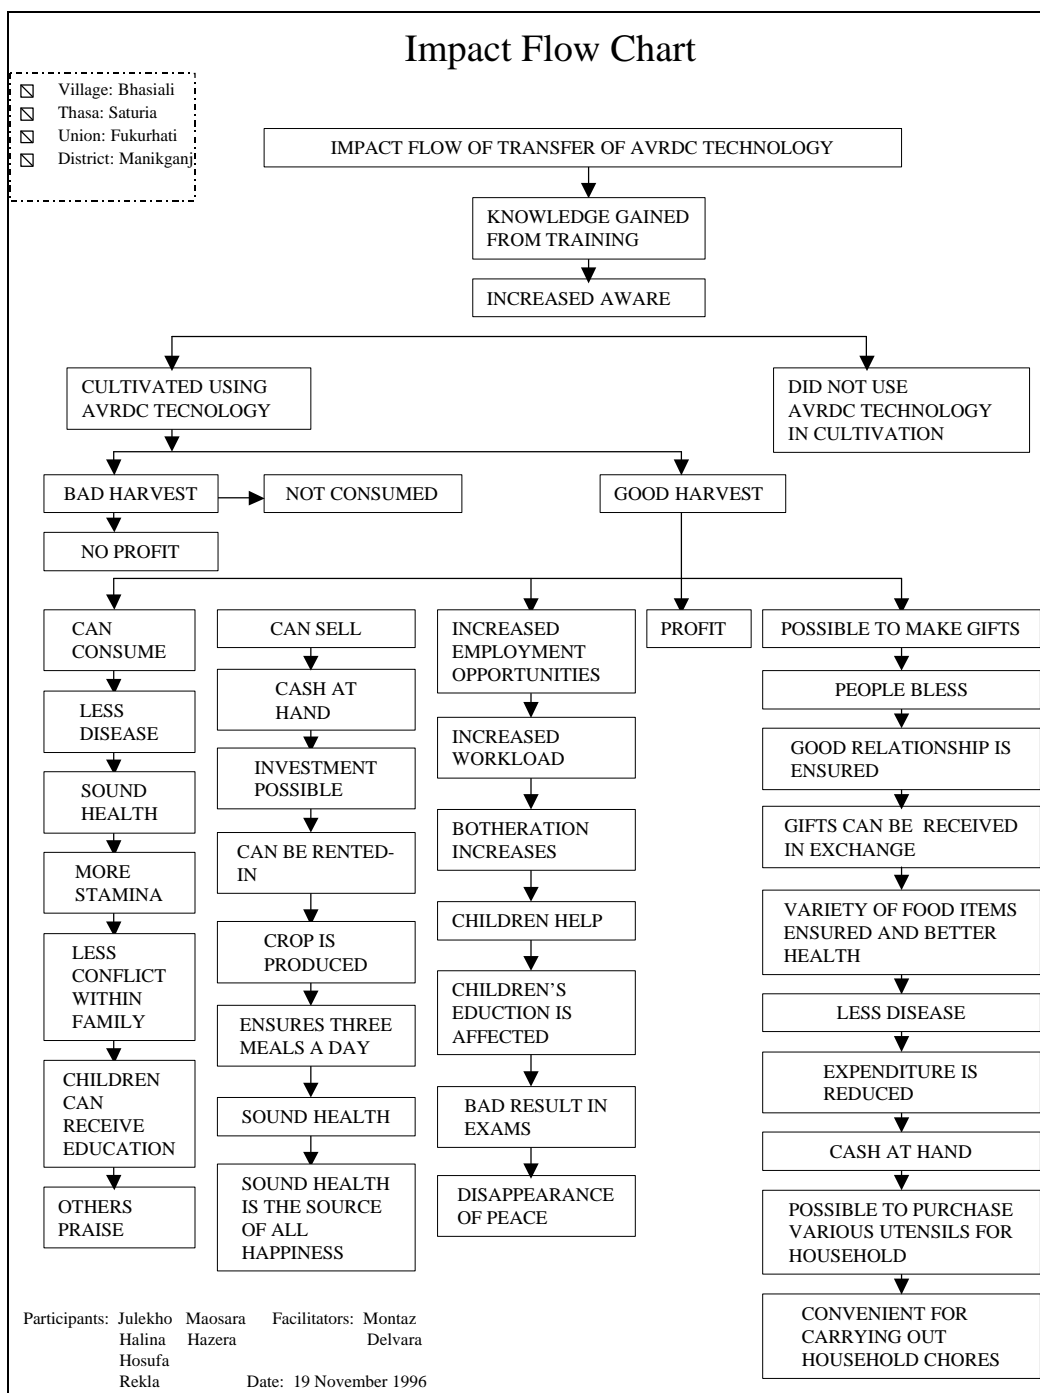 Impact Flow Chart
Village: Bhasiali
Thasa: Saturia
Union: Fukurhati
District: Manikganj
IMPACT FLOW OF TRANSFER OF AVRDC TECHNOLOGY
KNOWLEDGE GAINED
FROM TRAINING
INCREASED AWARE
CULTIVATED USING
AVRDC TECNOLOGY
DID NOT USE
AVRDC TECHNOLOGY
IN CULTIVATION
BAD HARVEST
NOT CONSUMED
GOOD HARVEST
NO PROFIT
CAN
CONSUME
LESS
DISEASE
SOUND
HEALTH
MORE
STAMINA
LESS
CONFLICT
WITHIN
FAMILY
CHILDREN
CAN
RECEIVE
EDUCATION
OTHERS
PRAISE
CAN SELL
CASH AT
HAND
INVESTMENT
POSSIBLE
CAN BE RENTED-
IN
CROP IS
PRODUCED
ENSURES THREE
MEALS A DAY
SOUND HEALTH
SOUND HEALTH
IS THE SOURCE
OF ALL
HAPPINESS
INCREASED
EMPLOYMENT
OPPORTUNITIES
INCREASED
WORKLOAD
BOTHERATION
INCREASES
CHILDREN HELP
CHILDREN'S
EDUCTION IS
AFFECTED
BAD RESULT IN
EXAMS
DISAPPEARANCE
OF PEACE
PROFIT
POSSIBLE TO MAKE GIFTS
PEOPLE BLESS
GOOD RELATIONSHIP IS
ENSURED
GIFTS CAN BE RECEIVED
IN EXCHANGE
VARIETY OF FOOD ITEMS
ENSURED AND BETTER
HEALTH
LESS DISEASE
EXPENDITURE IS
REDUCED
CASH AT HAND
POSSIBLE TO PURCHASE
VARIOUS UTENSILS FOR
HOUSEHOLD
CONVENIENT FOR
CARRYING OUT
HOUSEHOLD CHORES
Participants: Julekho Maosara Facilitators: Montaz
Halina Hazera Delvara
Hosufa
Rekla Date: 19 November 1996